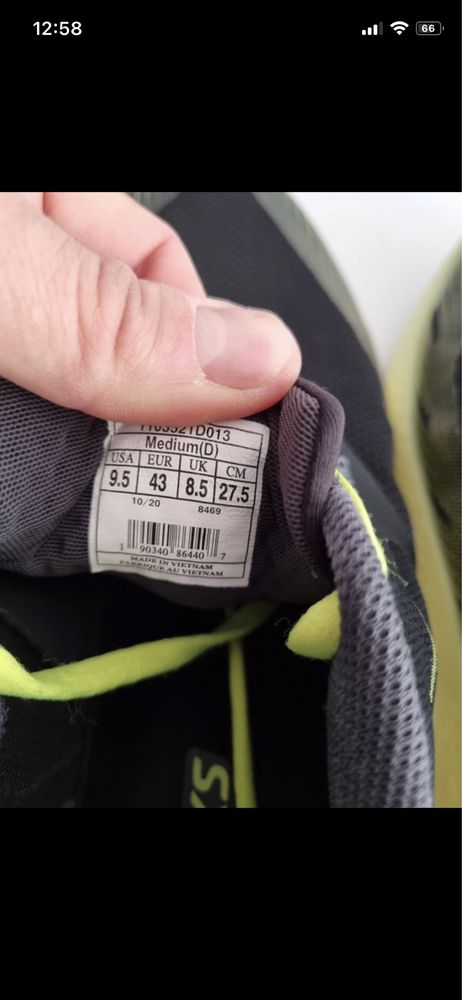 12:58
66
1103521D013
Medium(D)
USA EUR UK CM
9.5 43 8.5 27.5
10/20 8469
1 90340 86440 7
MADE IN VIETNAM
FABRIQUE AU VIETNAM